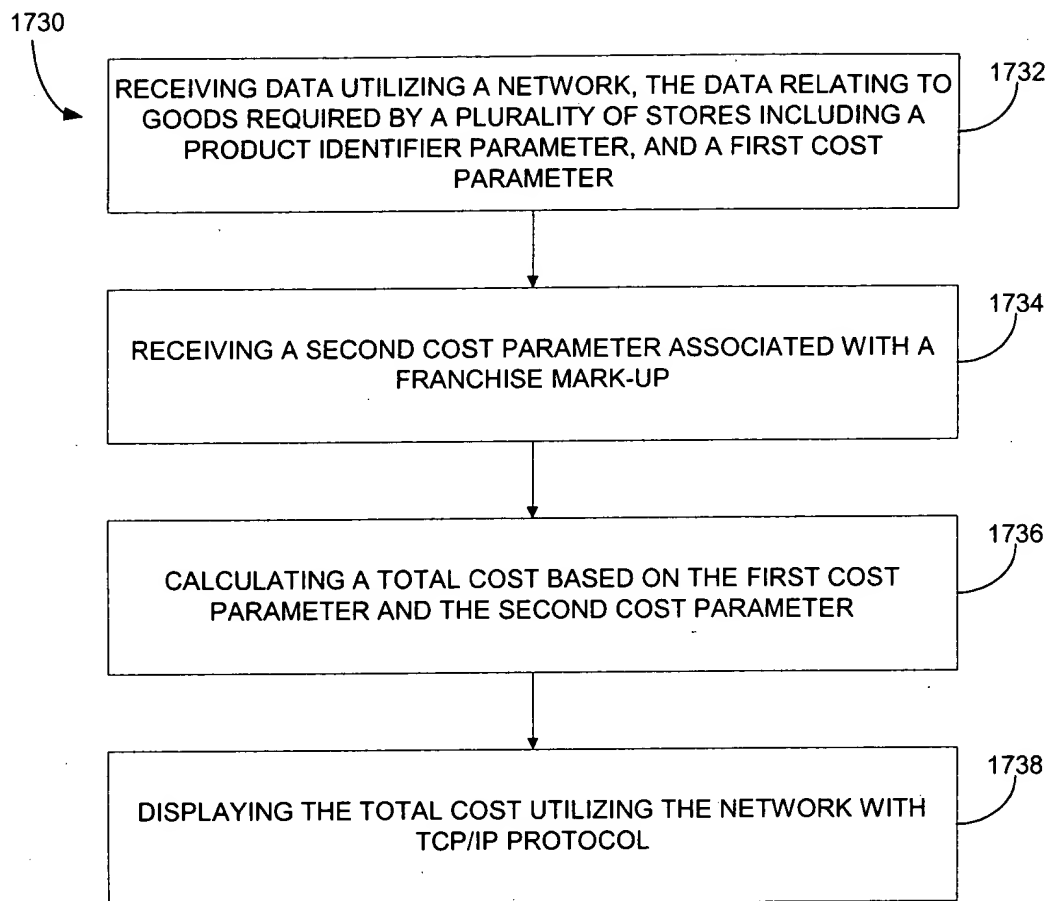 1730
RECEIVING DATA UTILIZING A NETWORK, THE DATA RELATING TO
GOODS REQUIRED BY A PLURALITY OF STORES INCLUDING A
PRODUCT IDENTIFIER PARAMETER, AND A FIRST COST
PARAMETER
1732
RECEIVING A SECOND COST PARAMETER ASSOCIATED WITH A
FRANCHISE MARK-UP
1734
CALCULATING A TOTAL COST BASED ON THE FIRST COST
PARAMETER AND THE SECOND COST PARAMETER
1736
DISPLAYING THE TOTAL COST UTILIZING THE NETWORK WITH
TCP/IP PROTOCOL
1738